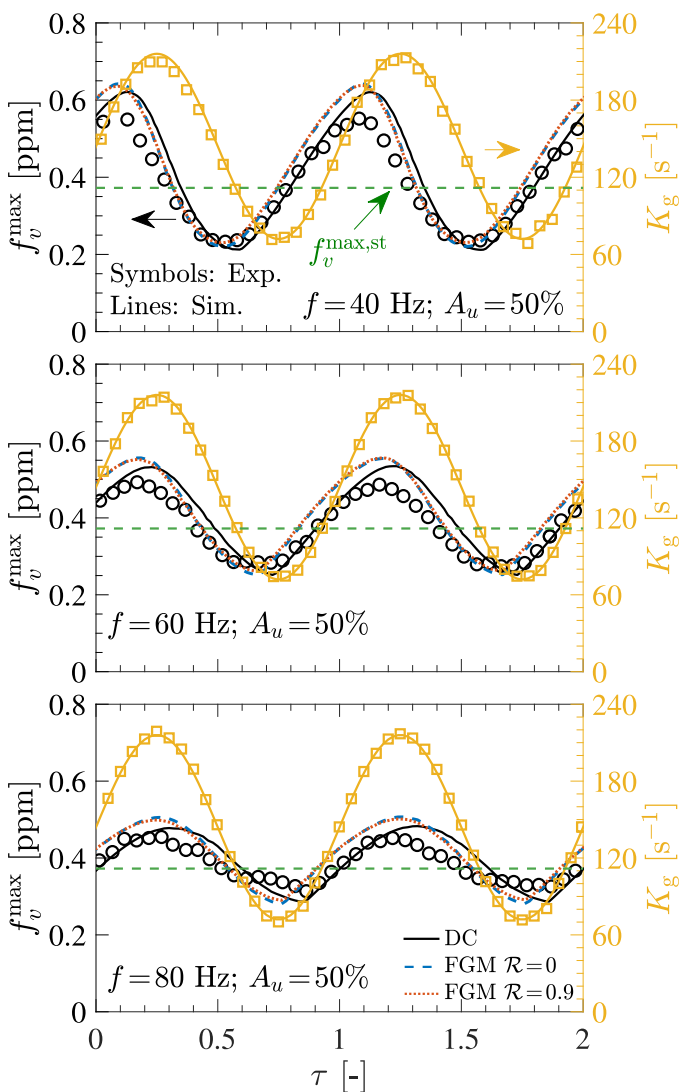 0.8
0.6
0.4
0.2
0
f_v^max [ppm]
240
180
120
60
0
K_g [s^−1]
f_v^max,st
Symbols: Exp.
Lines: Sim.
f = 40 Hz; A_u = 50%
0.8
0.6
0.4
0.2
0
f_v^max [ppm]
240
180
120
60
0
K_g [s^−1]
f = 60 Hz; A_u = 50%
0.8
0.6
0.4
0.2
0
f_v^max [ppm]
240
180
120
60
0
K_g [s^−1]
DC
FGM ℛ = 0
FGM ℛ = 0.9
f = 80 Hz; A_u = 50%
0 0.5 1 1.5 2
τ [-]